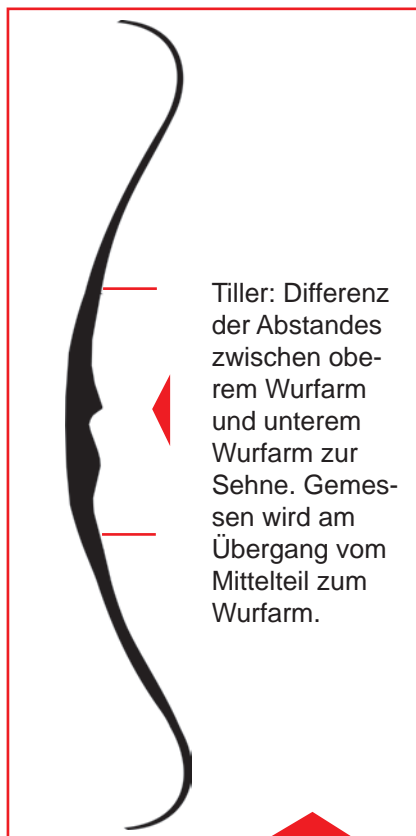 Tiller: Differenz
der Abstandes
zwischen obe-
rem Wurfarm
und unterem
Wurfarm zur
Sehne. Gemes-
sen wird am
Übergang vom
Mittelteil zum
Wurfarm.